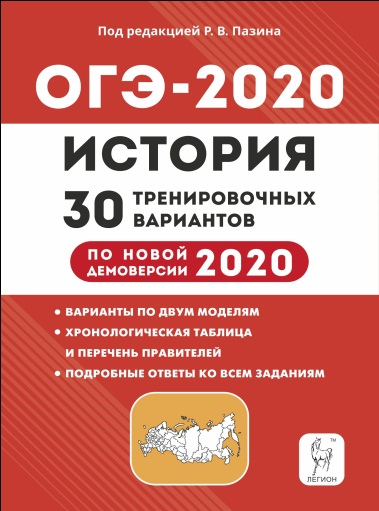 Под редакцией Р. В. Пазина
ОГЭ-2020
ИСТОРИЯ
30 ТРЕНИРОВОЧНЫХ
ВАРИАНТОВ
ПО НОВОЙ
ДЕМОВЕРСИИ 2020
• ВАРИАНТЫ ПО ДВУМ МОДЕЛЯМ
• ХРОНОЛОГИЧЕСКАЯ ТАБЛИЦА
И ПЕРЕЧЕНЬ ПРАВИТЕЛЕЙ
• ПОДРОБНЫЕ ОТВЕТЫ КО ВСЕМ ЗАДАНИЯМ
TM
ЛЕГИОН